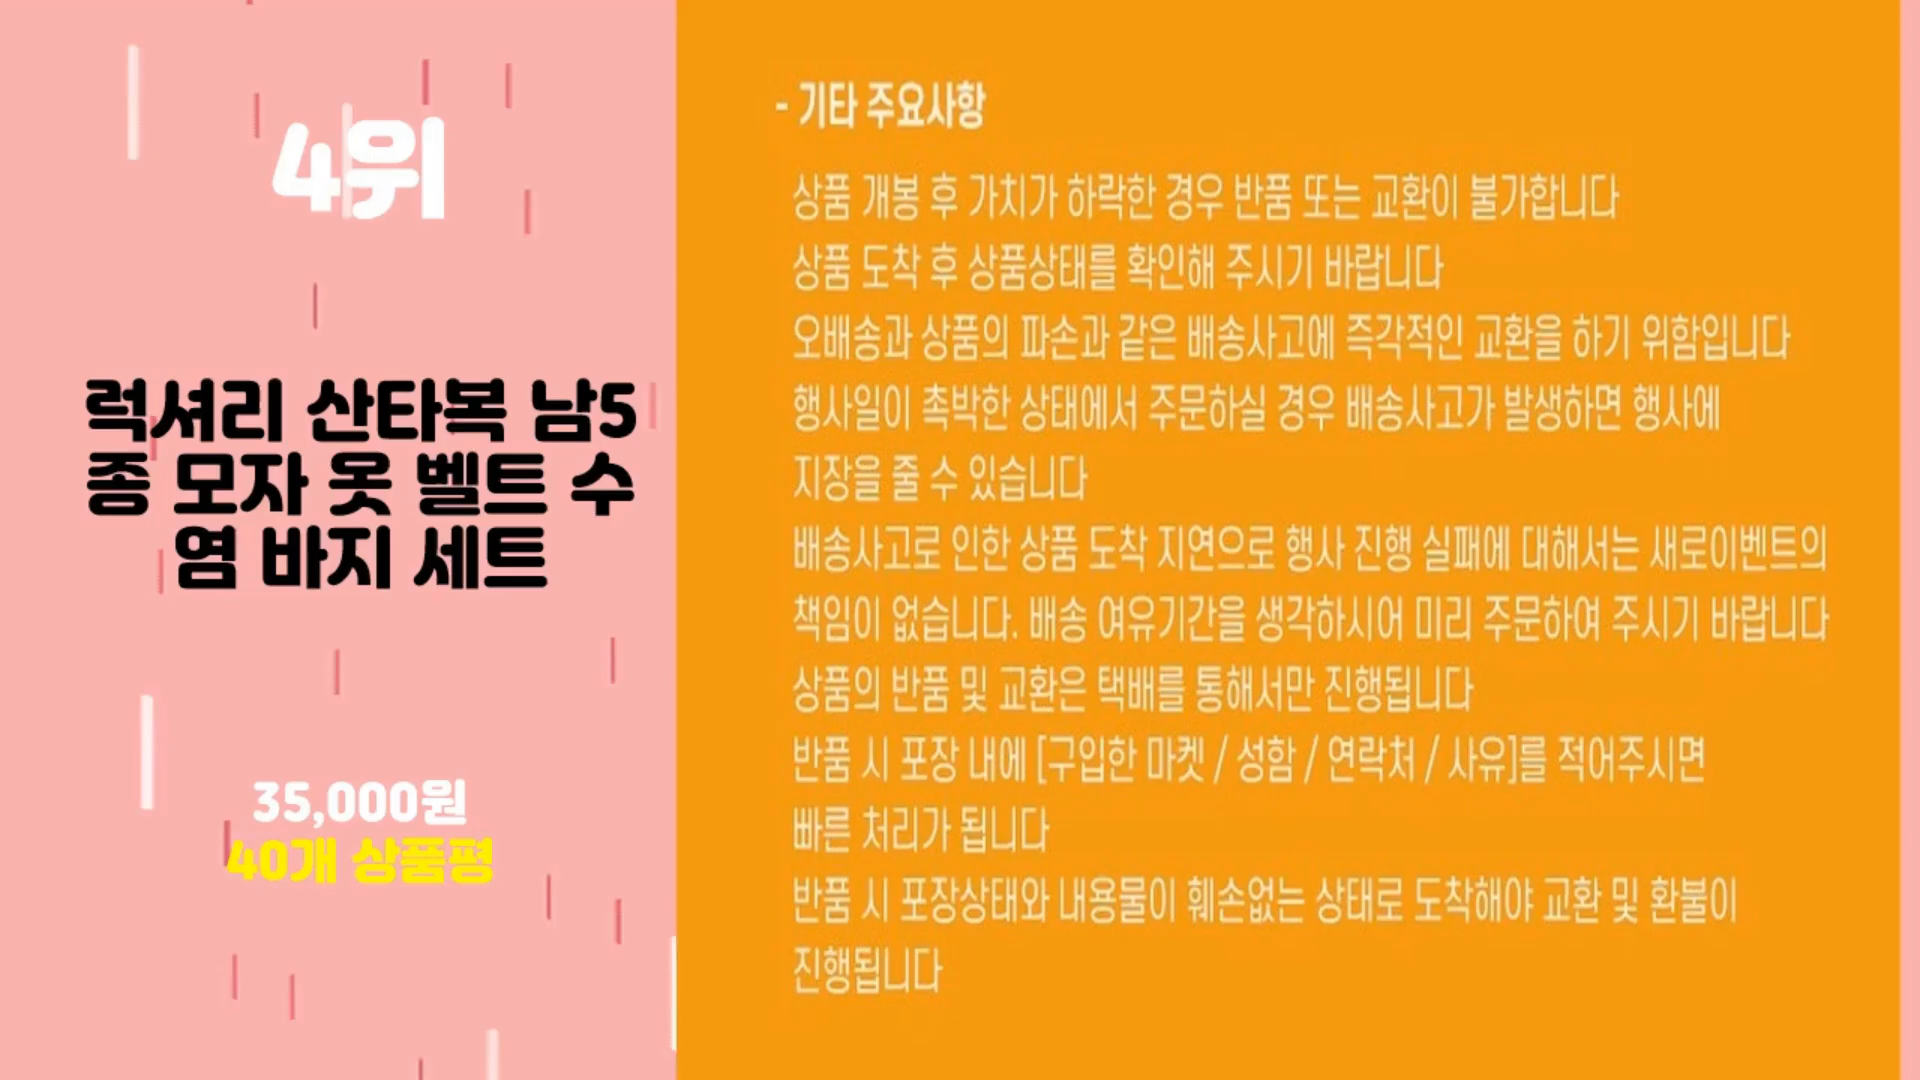 4위
럭셔리 산타복 남5
종 모자 옷 벨트 수
염 바지 세트
35,000원
40개 상품평
- 기타 주요사항
상품 개봉 후 가치가 하락한 경우 반품 또는 교환이 불가합니다
상품 도착 후 상품상태를 확인해 주시기 바랍니다
오배송과 상품의 파손과 같은 배송사고에 즉각적인 교환을 하기 위함입니다
행사일이 촉박한 상태에서 주문하실 경우 배송사고가 발생하면 행사에
지장을 줄 수 있습니다
배송사고로 인한 상품 도착 지연으로 행사 진행 실패에 대해서는 새로이벤트의
책임이 없습니다. 배송 여유기간을 생각하시어 미리 주문하여 주시기 바랍니다
상품의 반품 및 교환은 택배를 통해서만 진행됩니다
반품 시 포장 내에 [구입한 마켓 / 성함 / 연락처 / 사유]를 적어주시면
빠른 처리가 됩니다
반품 시 포장상태와 내용물이 훼손없는 상태로 도착해야 교환 및 환불이
진행됩니다